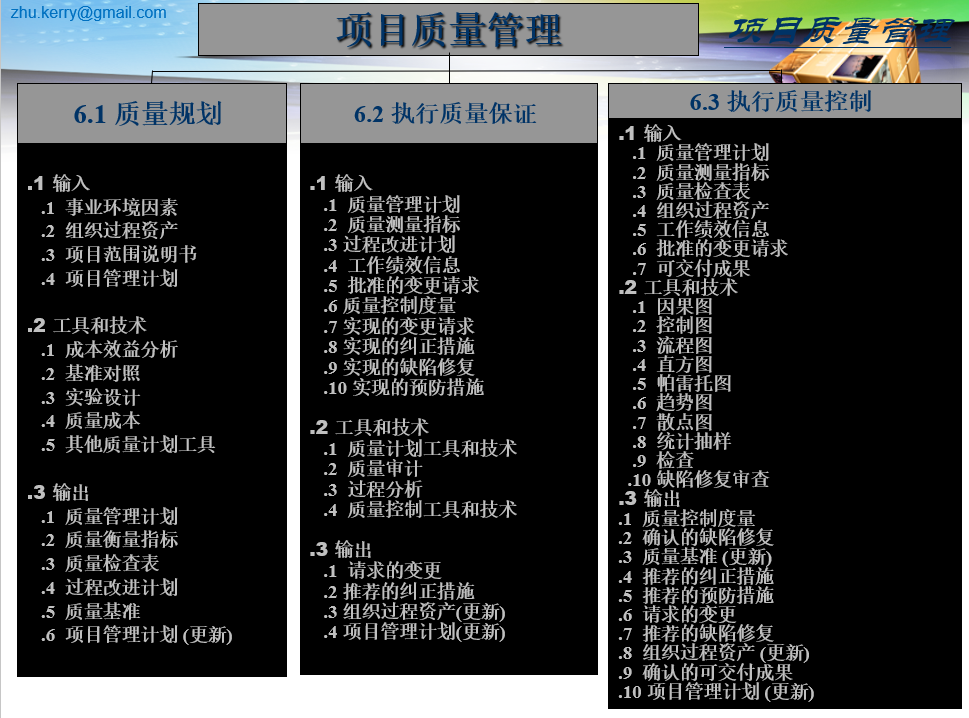 zhu.kerry@gmail.com
项目质量管理
项目质量管理
6.1 质量规划
.1 输入
.1 事业环境因素
.2 组织过程资产
.3 项目范围说明书
.4 项目管理计划
.2 工具和技术
.1 成本效益分析
.2 基准对照
.3 实验设计
.4 质量成本
.5 其他质量计划工具
.3 输出
.1 质量管理计划
.2 质量衡量指标
.3 质量检查表
.4 过程改进计划
.5 质量基准
.6 项目管理计划 (更新)
6.2 执行质量保证
.1 输入
.1 质量管理计划
.2 质量测量指标
.3 过程改进计划
.4 工作绩效信息
.5 批准的变更请求
.6 质量控制度量
.7 实现的变更请求
.8 实现的纠正措施
.9 实现的缺陷修复
.10 实现的预防措施
.2 工具和技术
.1 质量计划工具和技术
.2 质量审计
.3 过程分析
.4 质量控制工具和技术
.3 输出
.1 请求的变更
.2 推荐的纠正措施
.3 组织过程资产(更新)
.4 项目管理计划(更新)
6.3 执行质量控制
.1 输入
.1 质量管理计划
.2 质量测量指标
.3 质量检查表
.4 组织过程资产
.5 工作绩效信息
.6 批准的变更请求
.7 可交付成果
.2 工具和技术
.1 因果图
.2 控制图
.3 流程图
.4 直方图
.5 帕雷托图
.6 趋势图
.7 散点图
.8 统计抽样
.9 检查
.10 缺陷修复审查
.3 输出
.1 质量控制度量
.2 确认的缺陷修复
.3 质量基准 (更新)
.4 推荐的纠正措施
.5 推荐的预防措施
.6 请求的变更
.7 推荐的缺陷修复
.8 组织过程资产 (更新)
.9 确认的可交付成果
.10 项目管理计划 (更新)